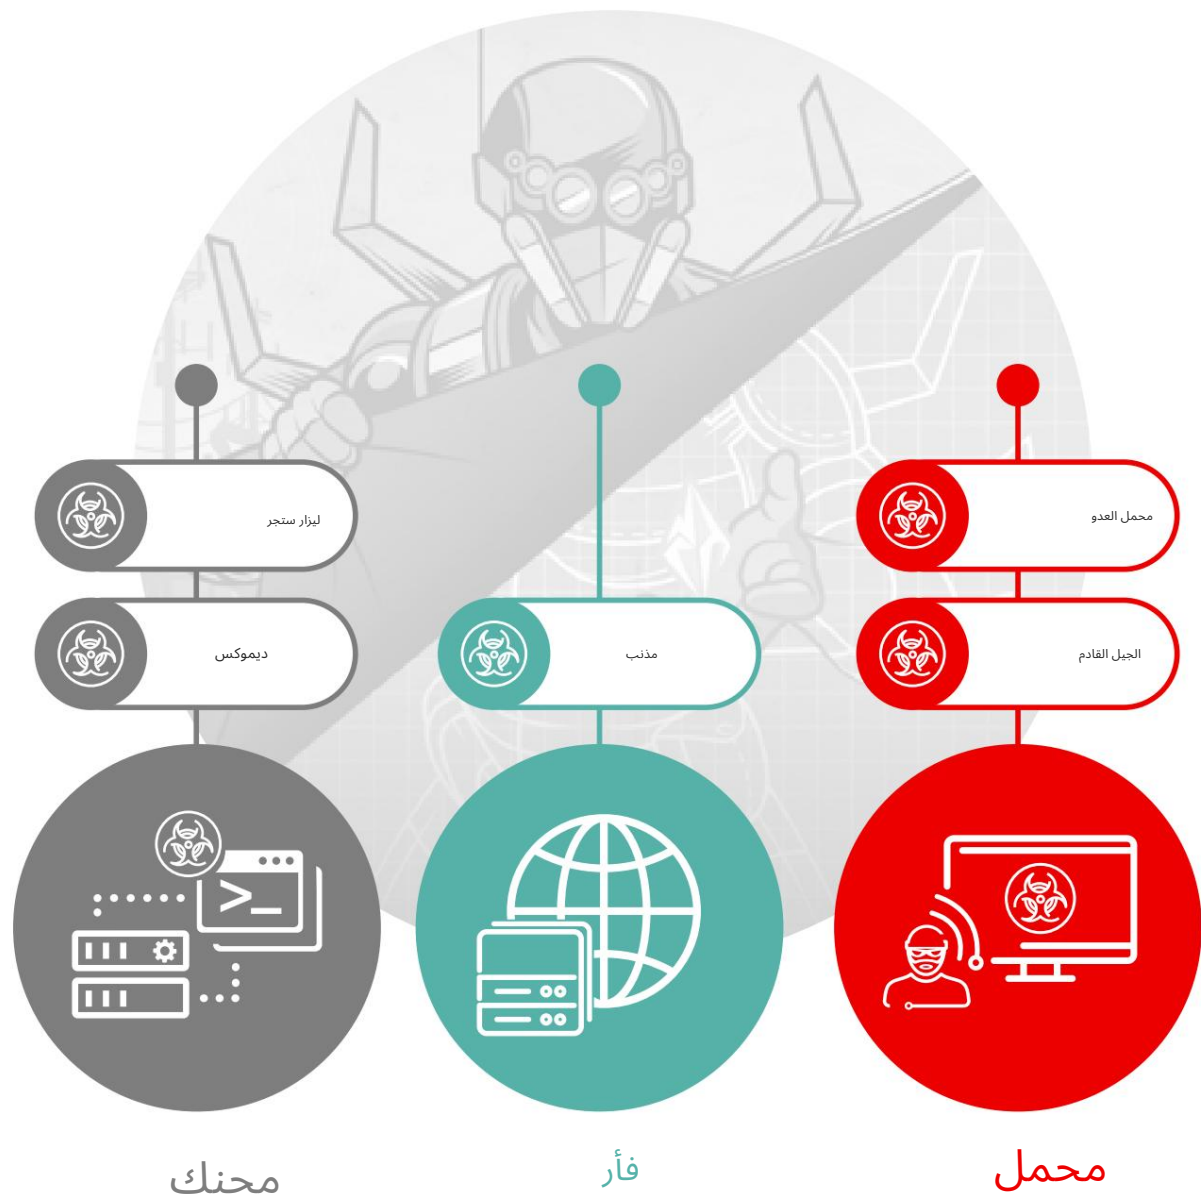 محمل العدو
ليزار ستجر
الجيل القادم
مذنب
ديموكس
محمل
فأر
محنك